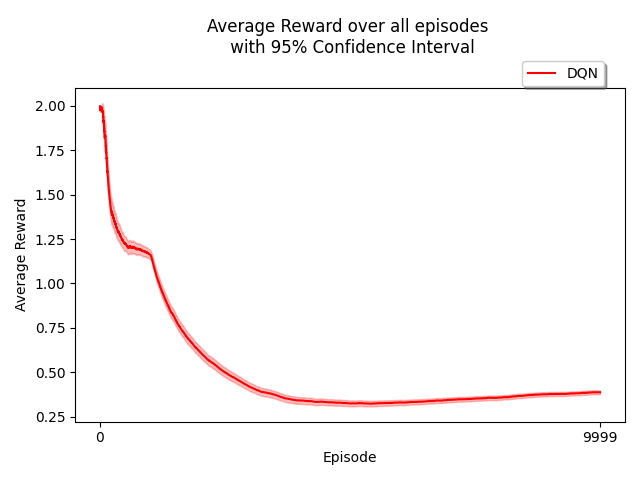 Average Reward over all episodes
with 95% Confidence Interval
DQN
2.00
1.75
1.50
1.25
1.00
0.75
0.50
0.25
Average Reward
0
9999
Episode